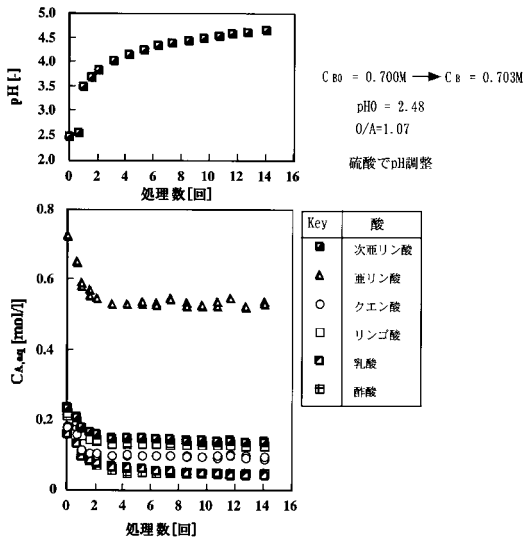 5.0
4.5
4.0
3.5
3.0
2.5
2.0
pH [-]
0 2 4 6 8 10 12 14 16
処理数[回]
C B0 = 0.700M → C B = 0.703M
pH0 = 2.48
O/A=1.07
硫酸でpH調整
0.8
0.6
0.4
0.2
0
CA,aq [mol/l]
0 2 4 6 8 10 12 14 16
処理数[回]
Key 酸
次亜リン酸
亜リン酸
クエン酸
リンゴ酸
乳酸
酢酸